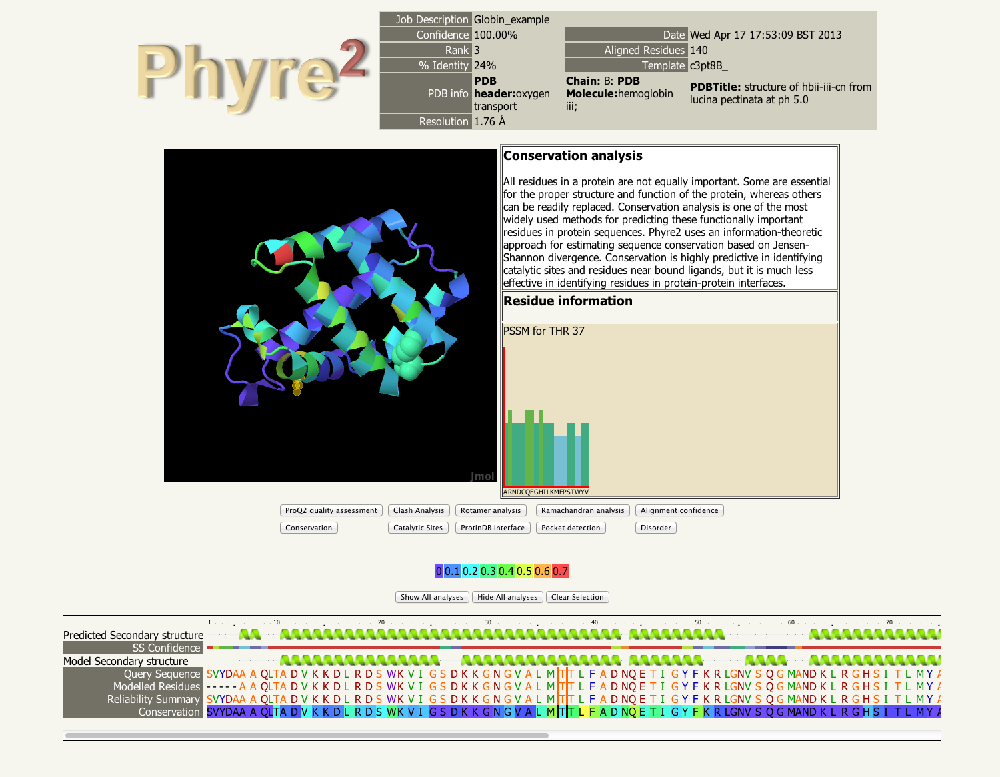 Phyre2
Job Description Globin_example
Confidence 100.00% Date Wed Apr 17 17:53:09 BST 2013
Rank 3 Aligned Residues 140
% Identity 24% Template c3pt8B_
PDB info PDB header:oxygen transport Chain: B: PDB Molecule:hemoglobin iii; PDBTitle: structure of hbii-iii-cn from lucina pectinata at ph 5.0
Resolution 1.76 Å
Jmol
Conservation analysis
All residues in a protein are not equally important. Some are essential
for the proper structure and function of the protein, whereas others
can be readily replaced. Conservation analysis is one of the most
widely used methods for predicting these functionally important
residues in protein sequences. Phyre2 uses an information-theoretic
approach for estimating sequence conservation based on Jensen-
Shannon divergence. Conservation is highly predictive in identifying
catalytic sites and residues near bound ligands, but it is much less
effective in identifying residues in protein-protein interfaces.
Residue information
PSSM for THR 37
ARNDCQEGHILKMFPSTWYV
ProQ2 quality assessment Clash Analysis Rotamer analysis Ramachandran analysis Alignment confidence
Conservation Catalytic Sites ProtinDB Interface Pocket detection Disorder
0 0.1 0.2 0.3 0.4 0.5 0.6 0.7
Show All analyses Hide All analyses Clear Selection
1 . . . . . . . . 10 . . . . . . . . . 20 . . . . . . . . . 30 . . . . . . . . . 40 . . . . . . . . . 50 . . . . . . . . . 60 . . . . . . . . . 70 . . . . .
Predicted Secondary structure
SS Confidence
Model Secondary structure
Query Sequence SVYDAAAQLTADVKKDLRDSWKVIGSDKKGNGVALMTTLFADNQETIGYFKRLGNVSQGMANDKLRGHSITLMYA
Modelled Residues -----AAQLTADVKKDLRDSWKVIGSDKKGNGVALMTTLFADNQETIGYFKRLGNVSQGMANDKLRGHSITLMYA
Reliability Summary SVYDAAAQLTADVKKDLRDSWKVIGSDKKGNGVALMTTLFADNQETIGYFKRLGNVSQGMANDKLRGHSITLMYA
Conservation SVYDAAAQLTADVKKDLRDSWKVIGSDKKGNGVALMTTLFADNQETIGYFKRLGNVSQGMANDKLRGHSITLMYA